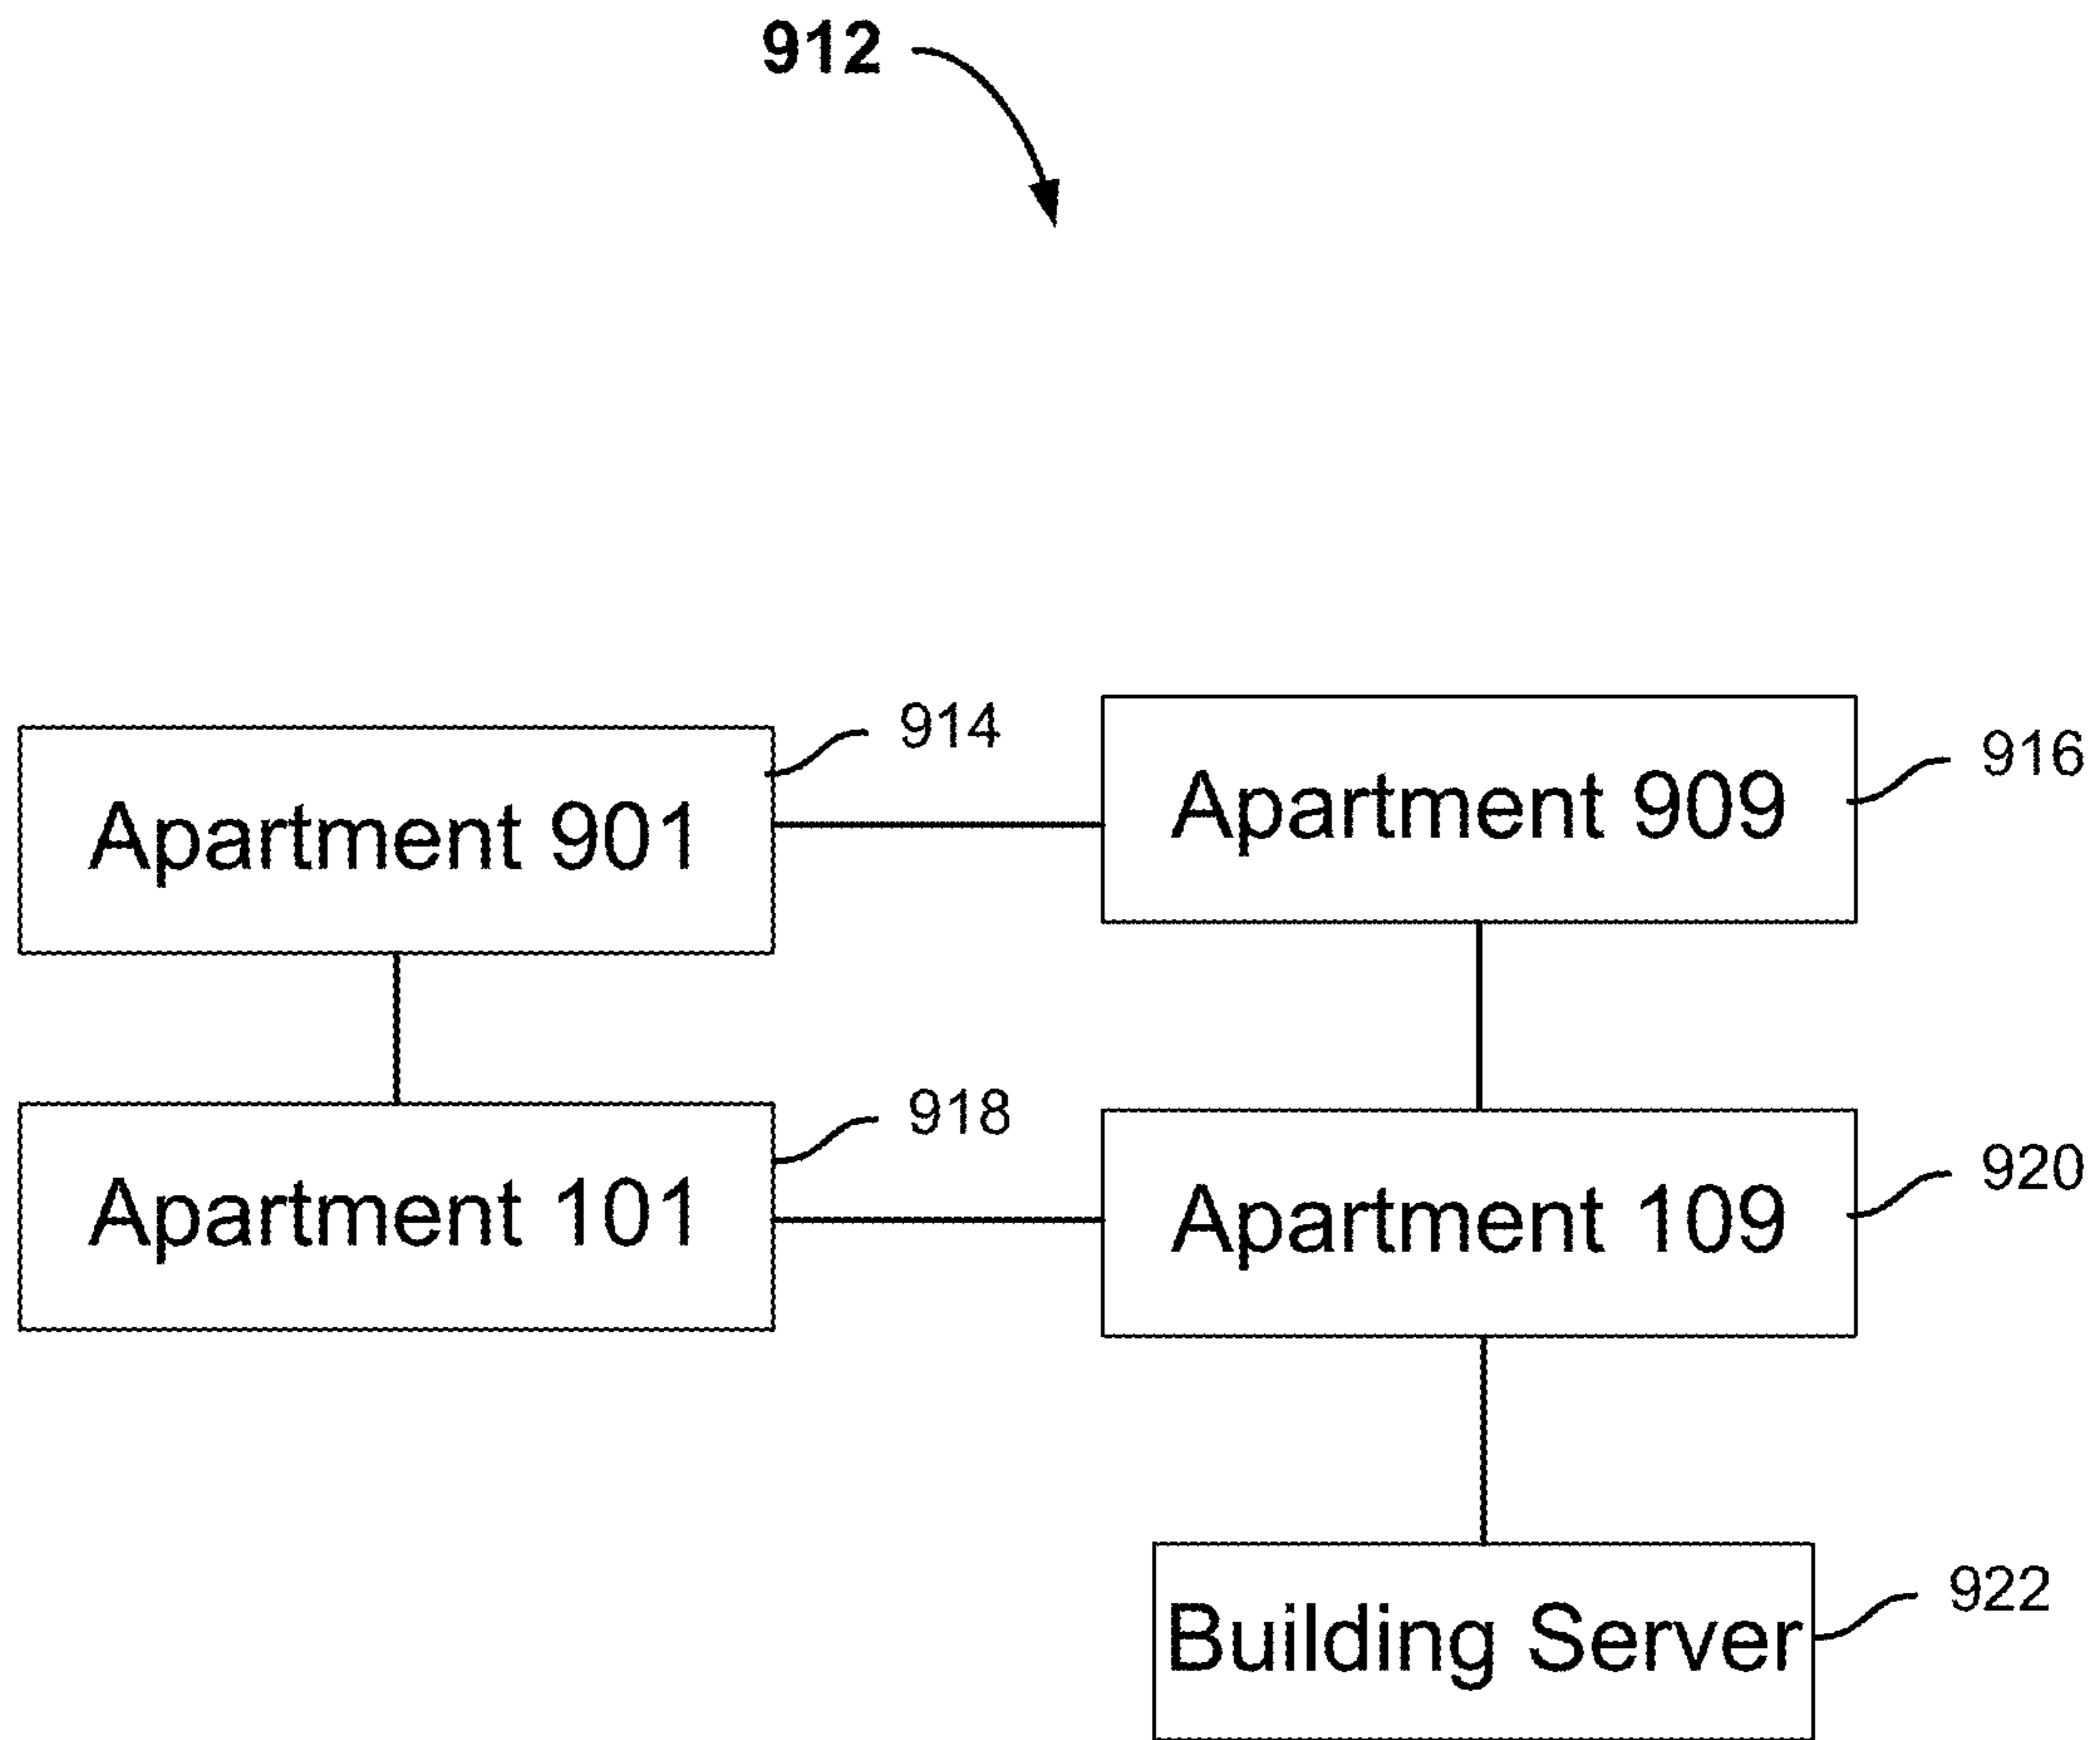 912
914
916
Apartment 901
Apartment 909
918
920
Apartment 101
Apartment 109
922
Building Server